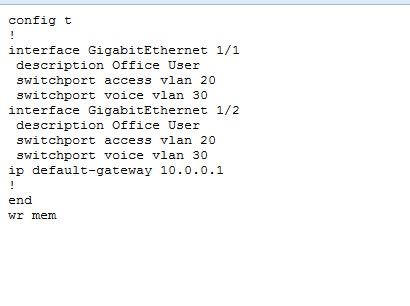 config t
!
interface GigabitEthernet 1/1
 description Office User
 switchport access vlan 20
 switchport voice vlan 30
interface GigabitEthernet 1/2
 description Office User
 switchport access vlan 20
 switchport voice vlan 30
ip default-gateway 10.0.0.1
!
end
wr mem